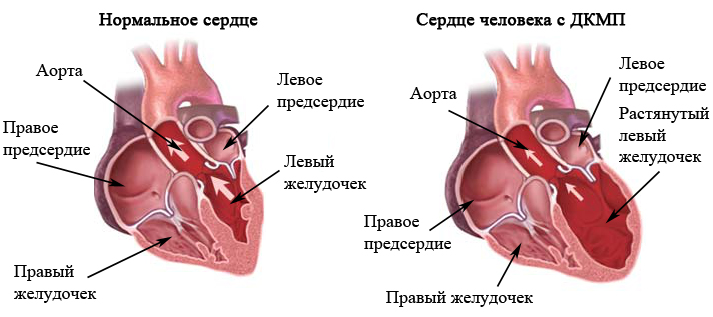 Нормальное сердце
Аорта
Левое
предсердие
Правое
предсердие
Левый
желудочек
Правый
желудочек
Сердце человека с ДКМП
Левое
предсердие
Аорта
Растянутый
левый
желудочек
Правое
предсердие
Правый желудочек